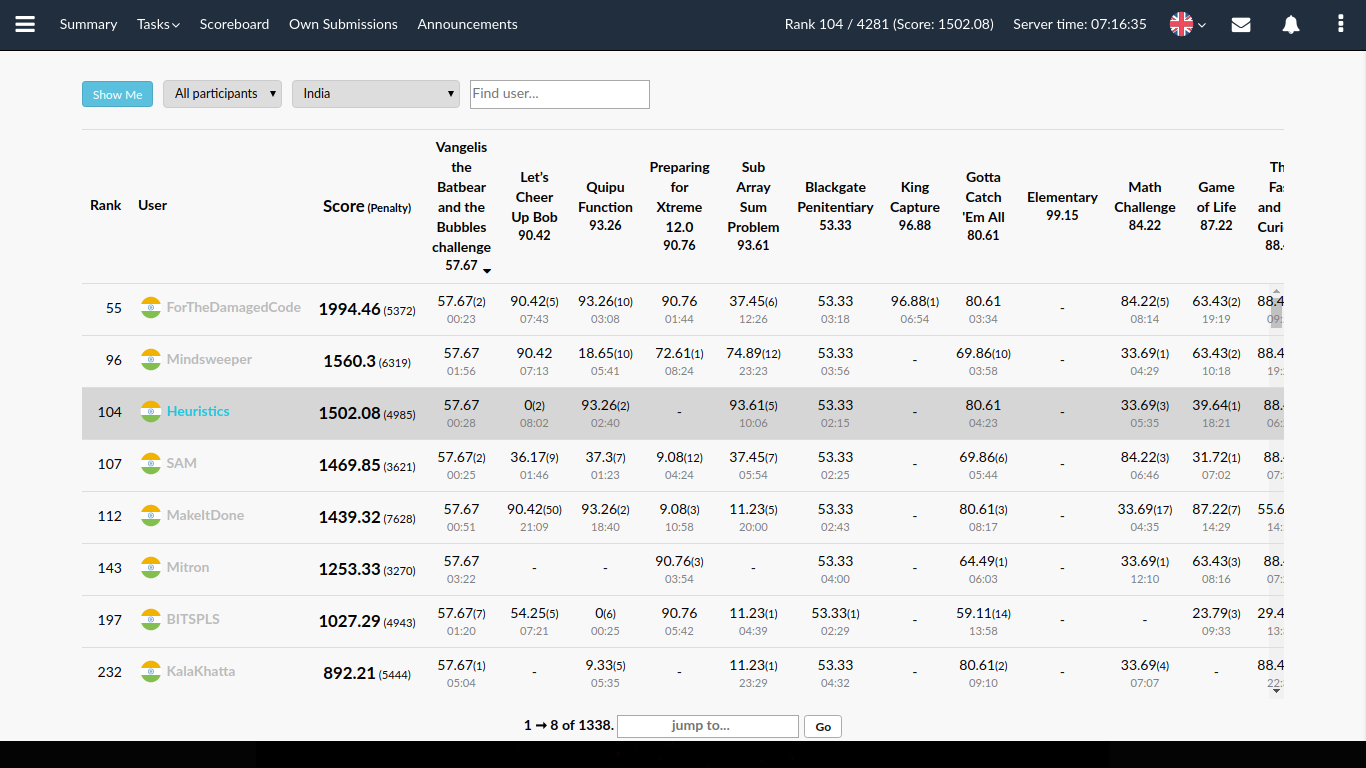 Summary Tasks Scoreboard Own Submissions Announcements Rank 104 / 4281 (Score: 1502.08) Server time: 07:16:35
Show Me All participants India Find user...
Rank User Score (Penalty)
Vangelis the Batbear and the Bubbles challenge 57.67
Let's Cheer Up Bob 90.42
Quipu Function 93.26
Preparing for Xtreme 12.0 90.76
Sub Array Sum Problem 93.61
Blackgate Penitentiary 53.33
King Capture 96.88
Gotta Catch 'Em All 80.61
Elementary 99.15
Math Challenge 84.22
Game of Life 87.22
55 ForTheDamagedCode 1994.46 (5372) 57.67(2) 90.42(5) 93.26(10) 90.76 37.45(6) 53.33 96.88(1) 80.61 - 84.22(5) 63.43(2) 88.4
00:23 07:43 03:08 01:44 12:26 03:18 06:54 03:34 08:14 19:19
96 Mindsweeper 1560.3 (6319) 57.67 90.42 18.65(10) 72.61(1) 74.89(12) 53.33 - 69.86(10) - 33.69(1) 63.43(2) 88.4
01:56 07:13 05:41 08:24 23:23 03:56 03:58 04:29 10:18
104 Heuristics 1502.08 (4985) 57.67 0(2) 93.26(2) - 93.61(5) 53.33 - 80.61 - 33.69(3) 39.64(1) 88.
00:28 08:02 02:40 10:06 02:15 04:23 05:35 18:21
107 SAM 1469.85 (3621) 57.67(2) 36.17(9) 37.3(7) 9.08(12) 37.45(7) 53.33 - 69.86(6) - 84.22(3) 31.72(1) 88.
00:25 01:46 01:23 04:24 05:54 02:25 05:44 06:46 07:02
112 MakeItDone 1439.32 (7628) 57.67 90.42(50) 93.26(2) 9.08(3) 11.23(5) 53.33 - 80.61(3) - 33.69(17) 87.22(7) 55.6
00:51 21:09 18:40 10:58 20:00 02:43 08:17 04:35 14:29
143 Mitron 1253.33 (3270) 57.67 - - 90.76(3) - 53.33 - 64.49(1) - 33.69(1) 63.43(3) 88.
03:22 03:54 04:00 06:03 12:10 08:16
197 BITSPLS 1027.29 (4943) 57.67(7) 54.25(5) 0(6) 90.76 11.23(1) 53.33(1) - 59.11(14) - - 23.79(3) 29.4
01:20 07:21 00:25 05:42 04:39 02:29 13:58 09:33
232 KalaKhatta 892.21 (5444) 57.67(1) - 9.33(5) - 11.23(1) 53.33 - 80.61(2) - 33.69(4) - 88.4
05:04 05:35 23:29 04:32 09:10 07:07
1 → 8 of 1338. jump to... Go